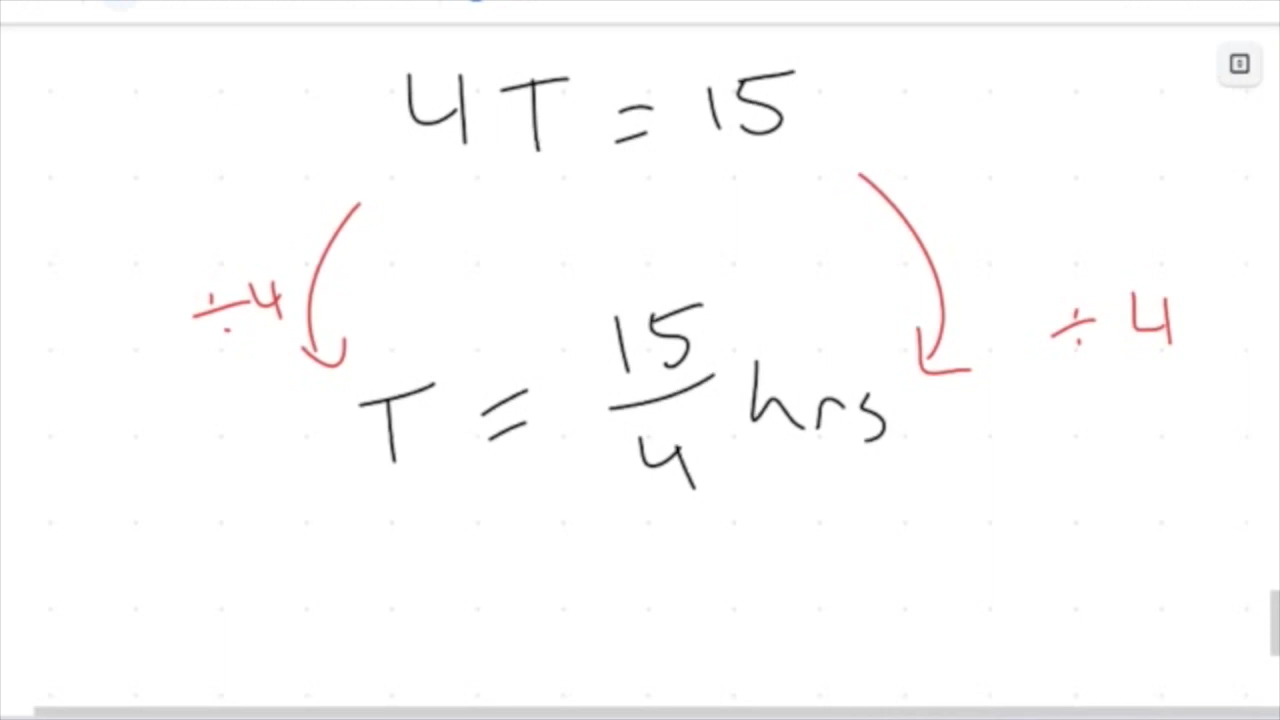 4T = 15
÷4
÷4
T = 15/4 hrs